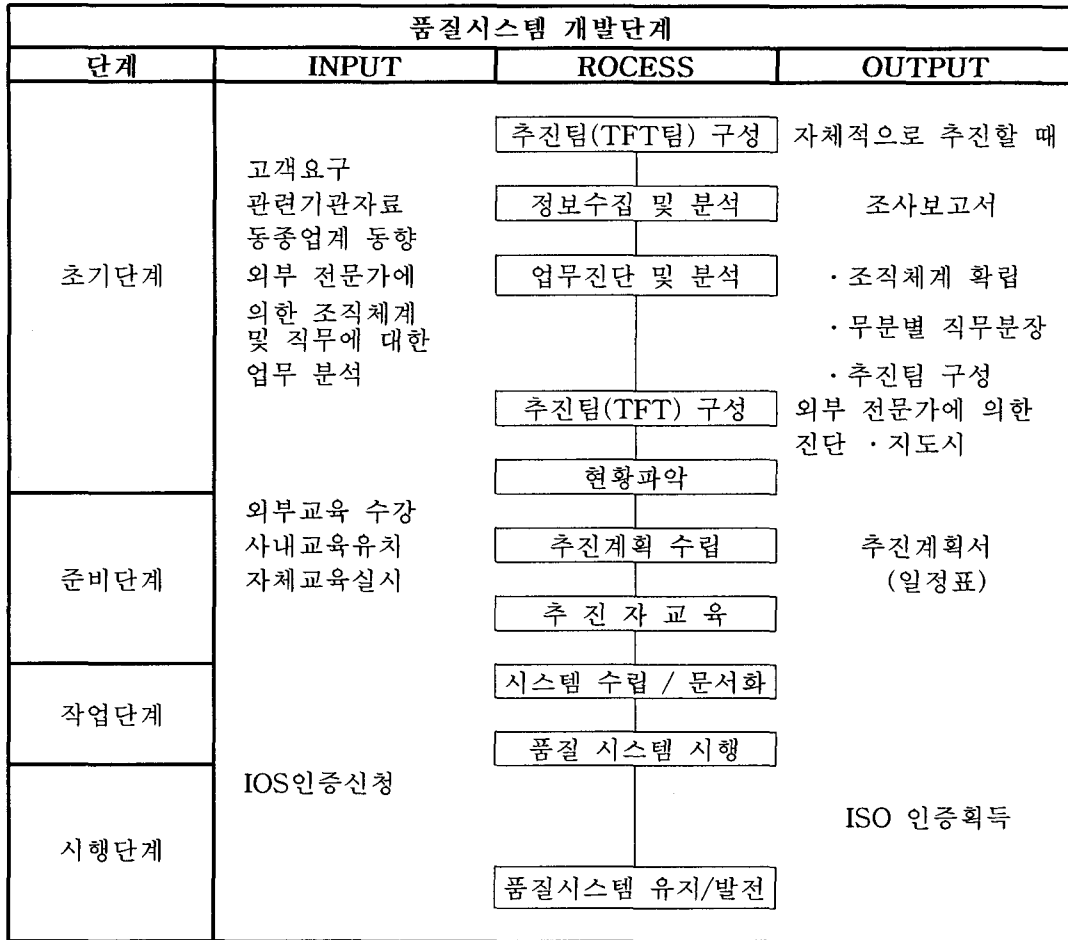 품질시스템 개발단계
단계 INPUT ROCESS OUTPUT
추진팀(TFT팀) 구성 자체적으로 추진할 때
고객요구
관련기관자료 정보수집 및 분석 조사보고서
동종업계 동향
초기단계 외부 전문가에 업무진단 및 분석 · 조직체계 확립
의한 조직체계 · 무분별 직무분장
및 직무에 대한
업무 분석 · 추진팀 구성
추진팀(TFT) 구성 외부 전문가에 의한
진단 · 지도시
현황파악
외부교육 수강
사내교육유치 추진계획 수립 추진계획서
준비단계 자체교육실시 (일정표)
추 진 자 교 육
시스템 수립 / 문서화
작업단계
품질 시스템 시행
IOS인증신청
ISO 인증획득
시행단계
품질시스템 유지/발전